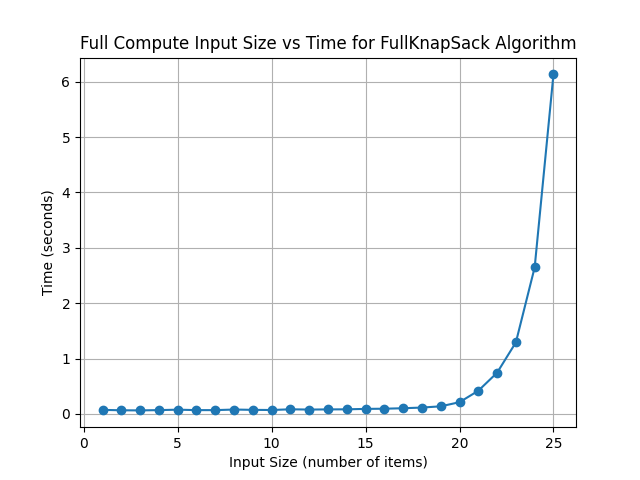 Full Compute Input Size vs Time for FullKnapSack Algorithm
6
5
4
3
2
1
0
Time (seconds)
0 5 10 15 20 25
Input Size (number of items)